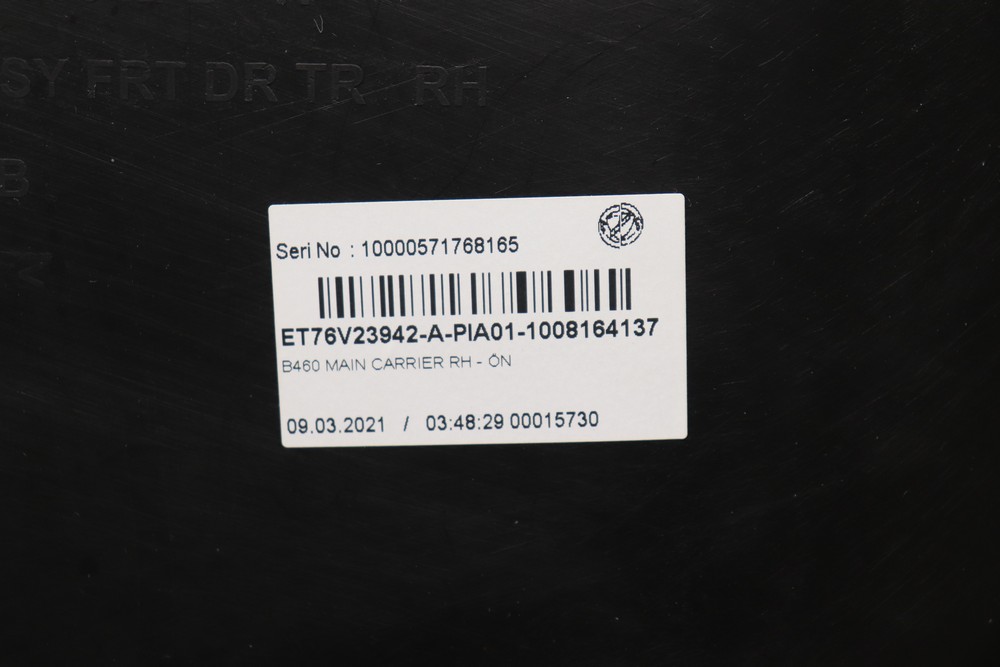 SY FRT DR TR RH
B
M
Seri No : 10000571768165
ET76V23942-A-PIA01-1008164137
B460 MAIN CARRIER RH - ÖN
09.03.2021 / 03:48:29 00015730